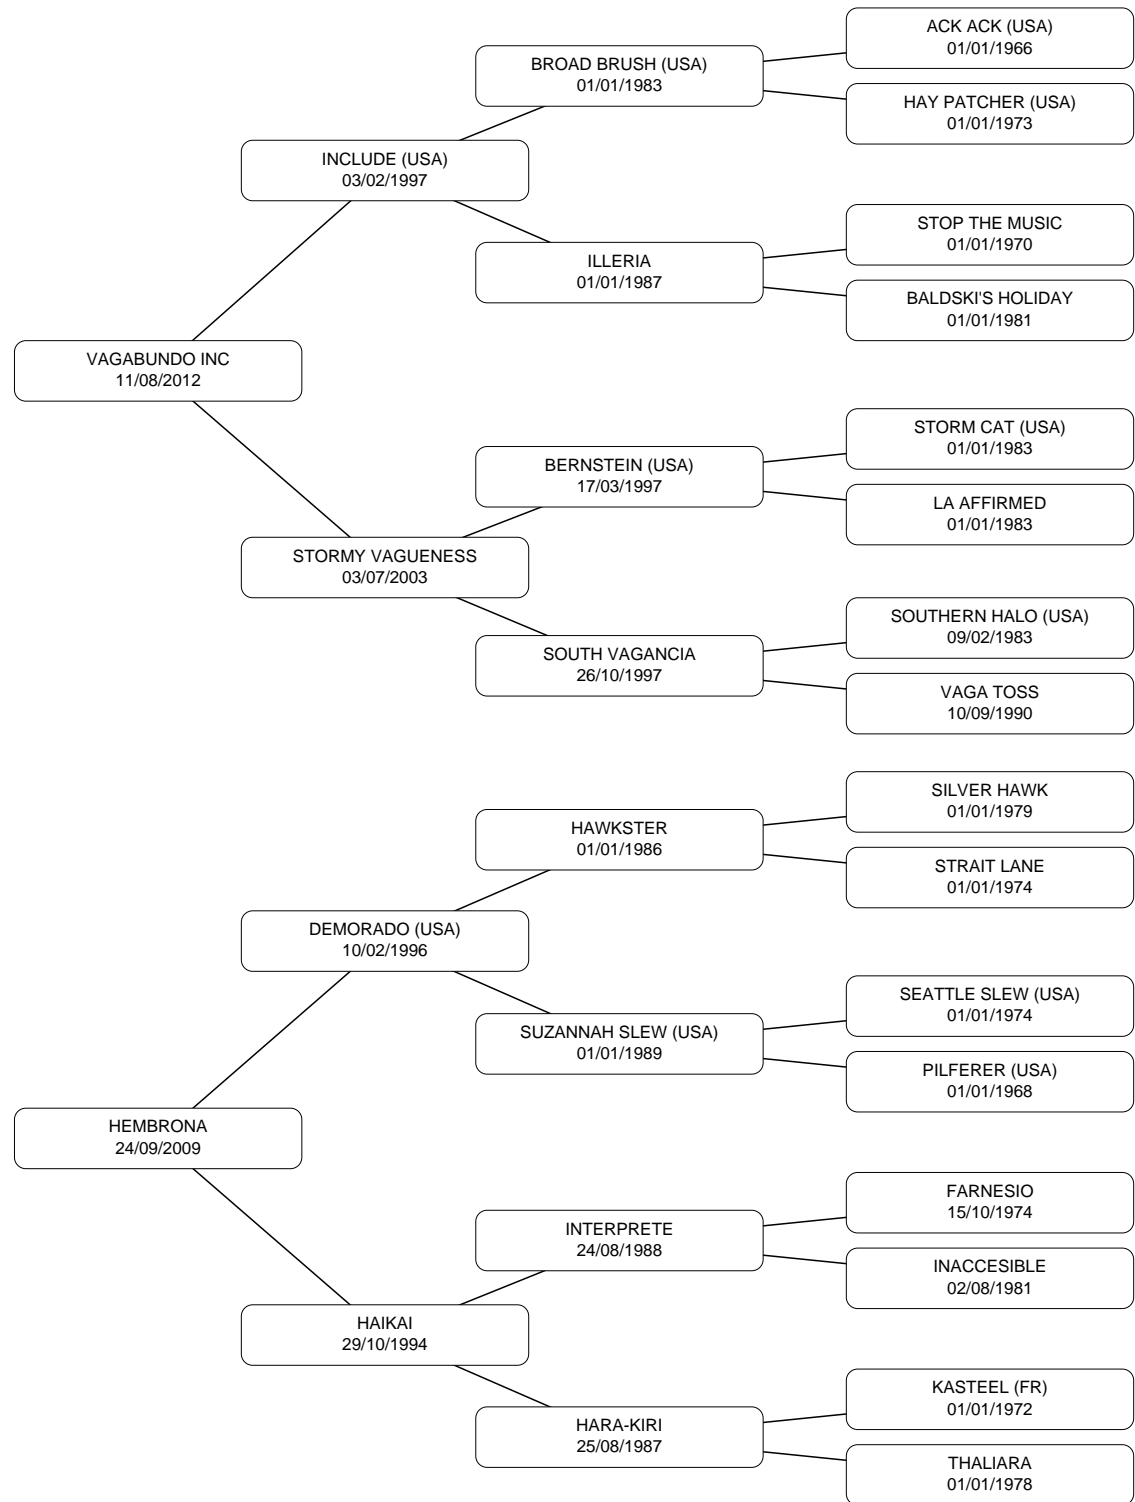 ACK ACK (USA)
01/01/1966
BROAD BRUSH (USA)
01/01/1983
HAY PATCHER (USA)
01/01/1973
INCLUDE (USA)
03/02/1997
STOP THE MUSIC
01/01/1970
ILLERIA
01/01/1987
BALDSKI'S HOLIDAY
01/01/1981
VAGABUNDO INC
11/08/2012
STORM CAT (USA)
01/01/1983
BERNSTEIN (USA)
17/03/1997
LA AFFIRMED
01/01/1983
STORMY VAGUENESS
03/07/2003
SOUTHERN HALO (USA)
09/02/1983
SOUTH VAGANCIA
26/10/1997
VAGA TOSS
10/09/1990
SILVER HAWK
01/01/1979
HAWKSTER
01/01/1986
STRAIT LANE
01/01/1974
DEMORADO (USA)
10/02/1996
SEATTLE SLEW (USA)
01/01/1974
SUZANNAH SLEW (USA)
01/01/1989
PILFERER (USA)
01/01/1968
HEMBRONA
24/09/2009
FARNESIO
15/10/1974
INTERPRETE
24/08/1988
INACCESIBLE
02/08/1981
HAIKAI
29/10/1994
KASTEEL (FR)
01/01/1972
HARA-KIRI
25/08/1987
THALIARA
01/01/1978